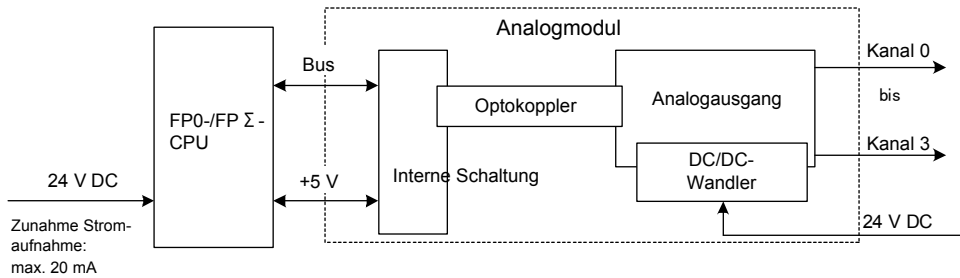 Analogmodul
Kanal 0
Bus
bis
Optokoppler
Analogausgang
FP0-/FP Σ -
CPU
Kanal 3
DC/DC-
Wandler
24 V DC
+5 V
Interne Schaltung
24 V DC
Zunahme Strom-
aufnahme:
max. 20 mA